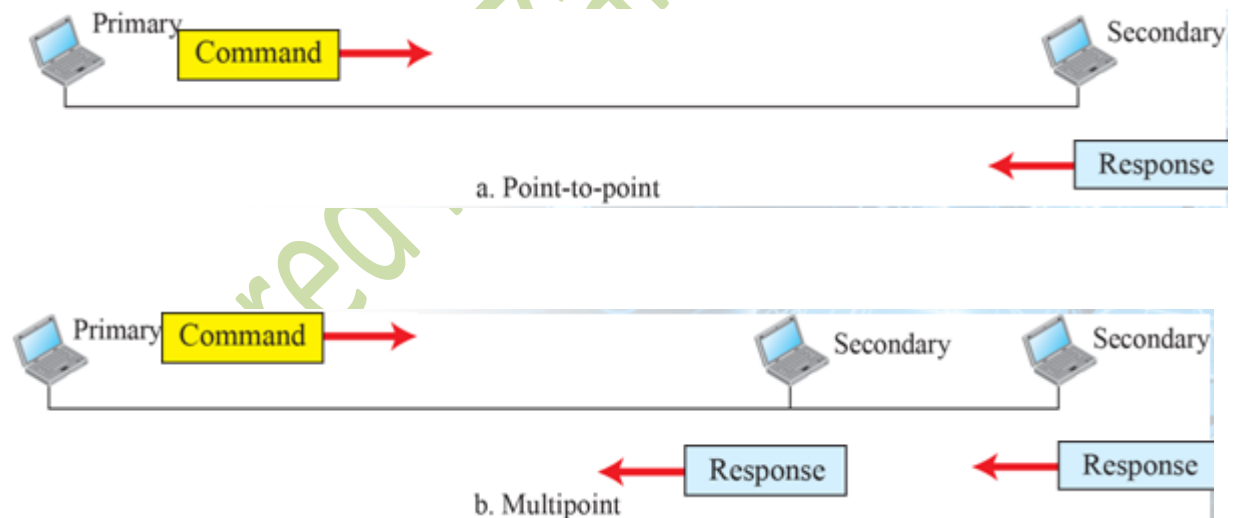 Primary
Command
Secondary
Response
a. Point-to-point
Primary
Command
Secondary
Secondary
Response
Response
b. Multipoint